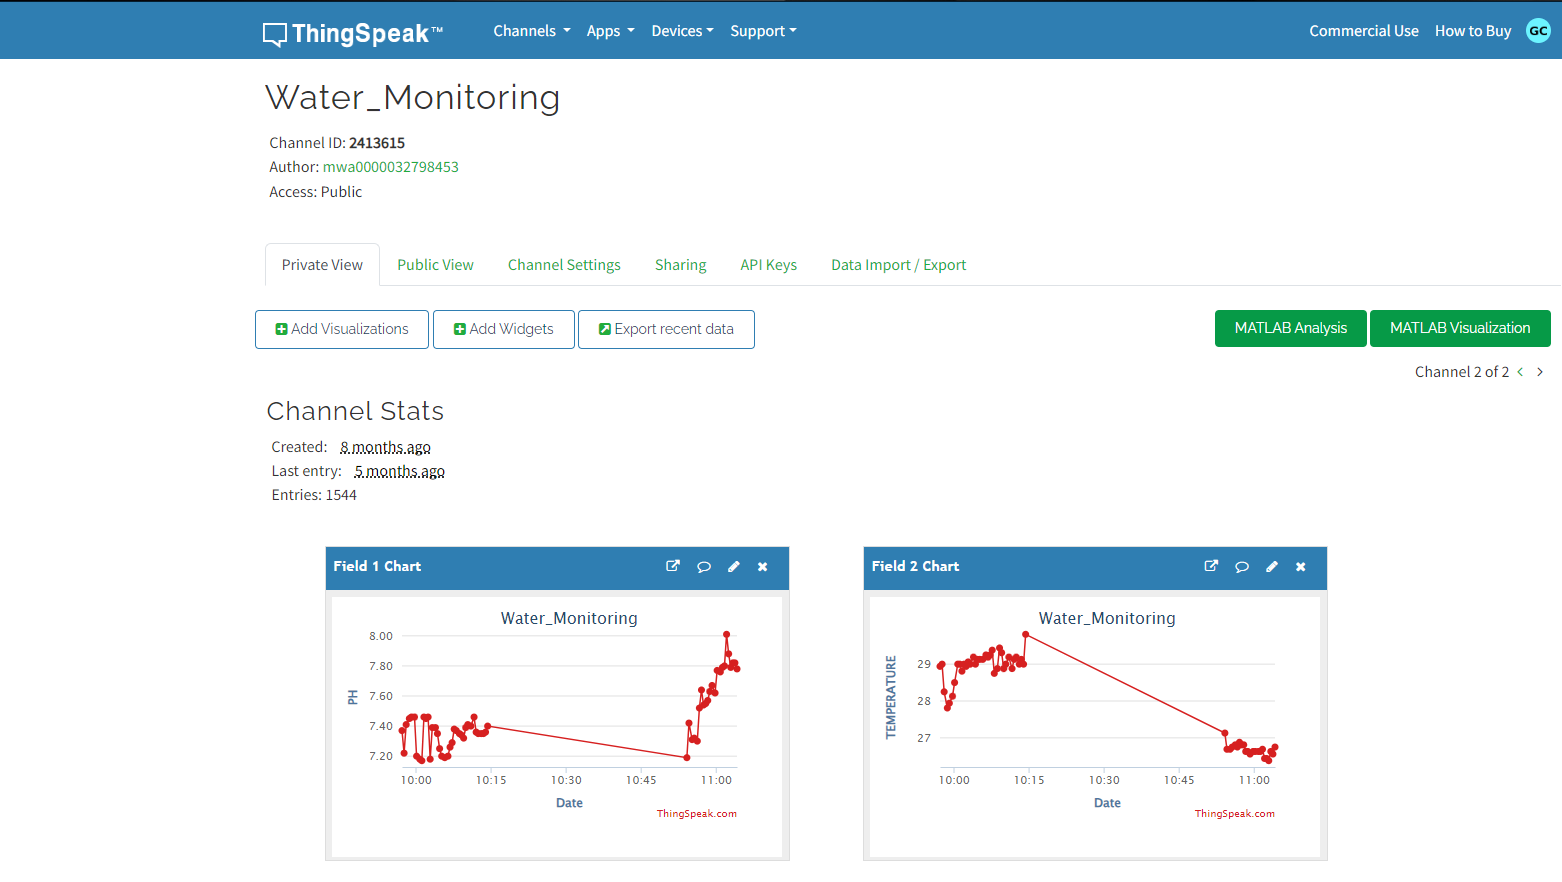 ThingSpeak™ Channels Apps Devices Support Commercial Use How to Buy GC
Water_Monitoring
Channel ID: 2413615
Author: mwa0000032798453
Access: Public
Private View Public View Channel Settings Sharing API Keys Data Import / Export
Add Visualizations Add Widgets Export recent data MATLAB Analysis MATLAB Visualization
Channel 2 of 2 < >
Channel Stats
Created: 8 months ago
Last entry: 5 months ago
Entries: 1544
Field 1 Chart
Water_Monitoring
PH
8.00
7.80
7.60
7.40
7.20
10:00 10:15 10:30 10:45 11:00
Date
ThingSpeak.com
Field 2 Chart
Water_Monitoring
TEMPERATURE
29
28
27
10:00 10:15 10:30 10:45 11:00
Date
ThingSpeak.com